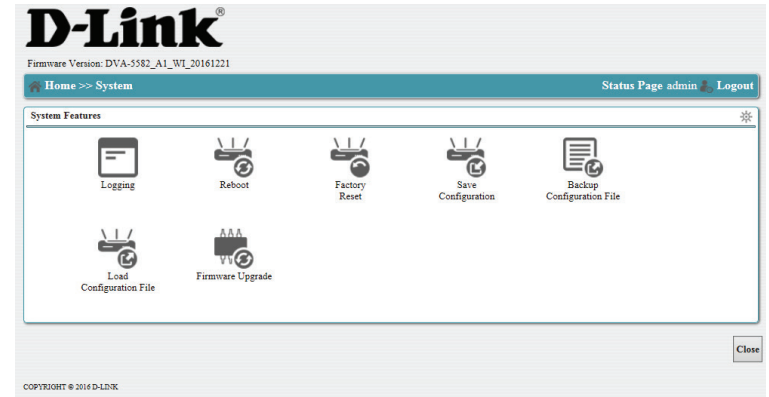 D-Link®
Firmware Version: DVA-5582_A1_WI_20161221
Home >> System
Status Page admin Logout
System Features
Logging
Reboot
Factory
Reset
Save
Configuration
Backup
Configuration File
Load
Configuration File
Firmware Upgrade
Close
COPYRIGHT © 2016 D-LINK